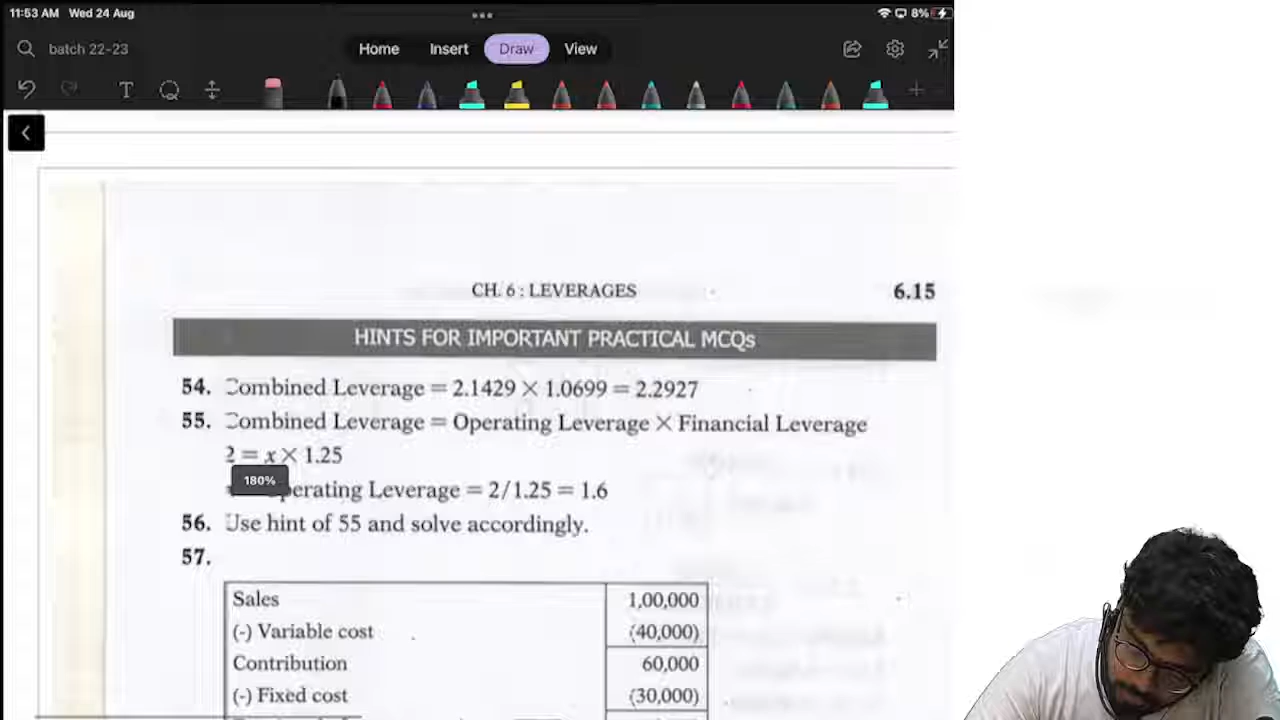 11:53 AM Wed 24 Aug
8%
batch 22-23
Home Insert Draw View
T
CH. 6 : LEVERAGES 6.15
HINTS FOR IMPORTANT PRACTICAL MCQs
54. Combined Leverage = 2.1429 × 1.0699 = 2.2927
55. Combined Leverage = Operating Leverage × Financial Leverage
2 = x × 1.25
180%
perating Leverage = 2/1.25 = 1.6
56. Use hint of 55 and solve accordingly.
57.
Sales 1,00,000
(-) Variable cost (40,000)
Contribution 60,000
(-) Fixed cost (30,000)